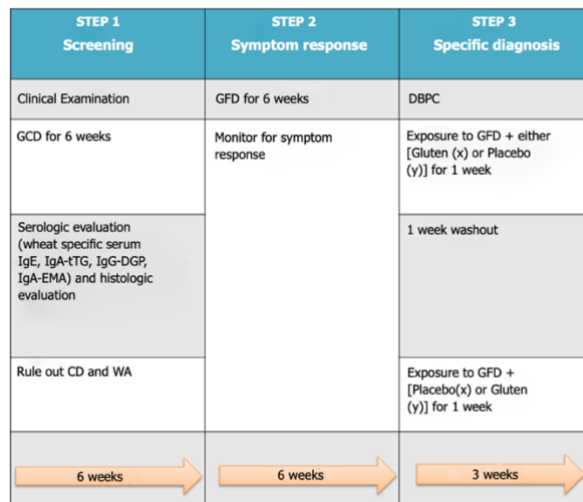 STEP 1
Screening
STEP 2
Symptom response
STEP 3
Specific diagnosis
Clinical Examination
GFD for 6 weeks
DBPC
GCD for 6 weeks
Monitor for symptom
response
Exposure to GFD + either
[Gluten (x) or Placebo
(y)] for 1 week
Serologic evaluation
(wheat specific serum
IgE, IgA-tTG, IgG-DGP,
IgA-EMA) and histologic
evaluation
1 week washout
Rule out CD and WA
Exposure to GFD +
[Placebo(x) or Gluten
(y)] for 1 week
6 weeks
6 weeks
3 weeks